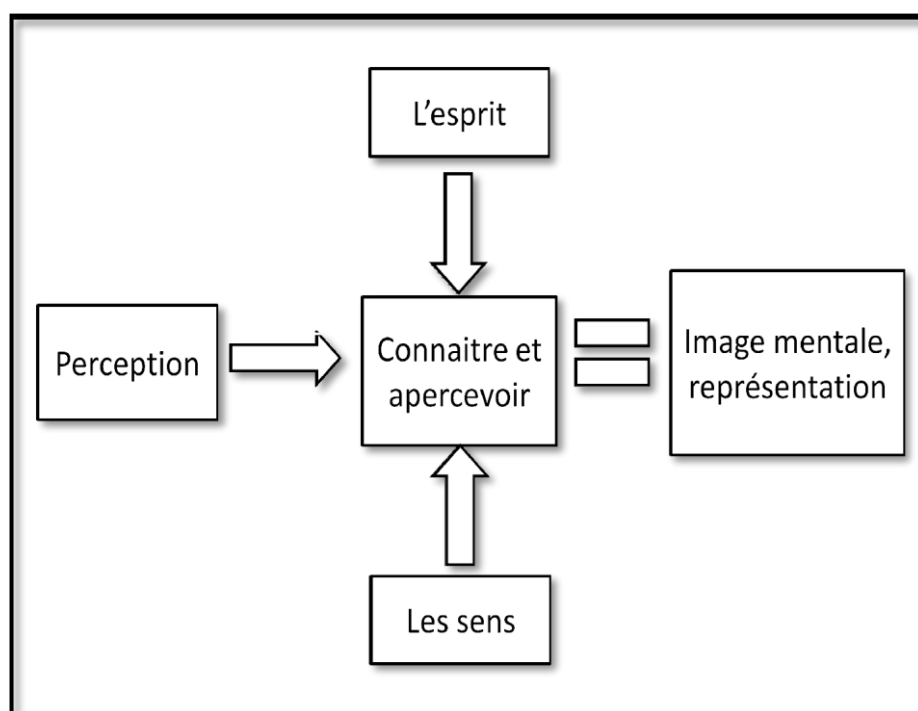 L'esprit
Perception
Connaitre et
apercevoir
Image mentale,
représentation
Les sens